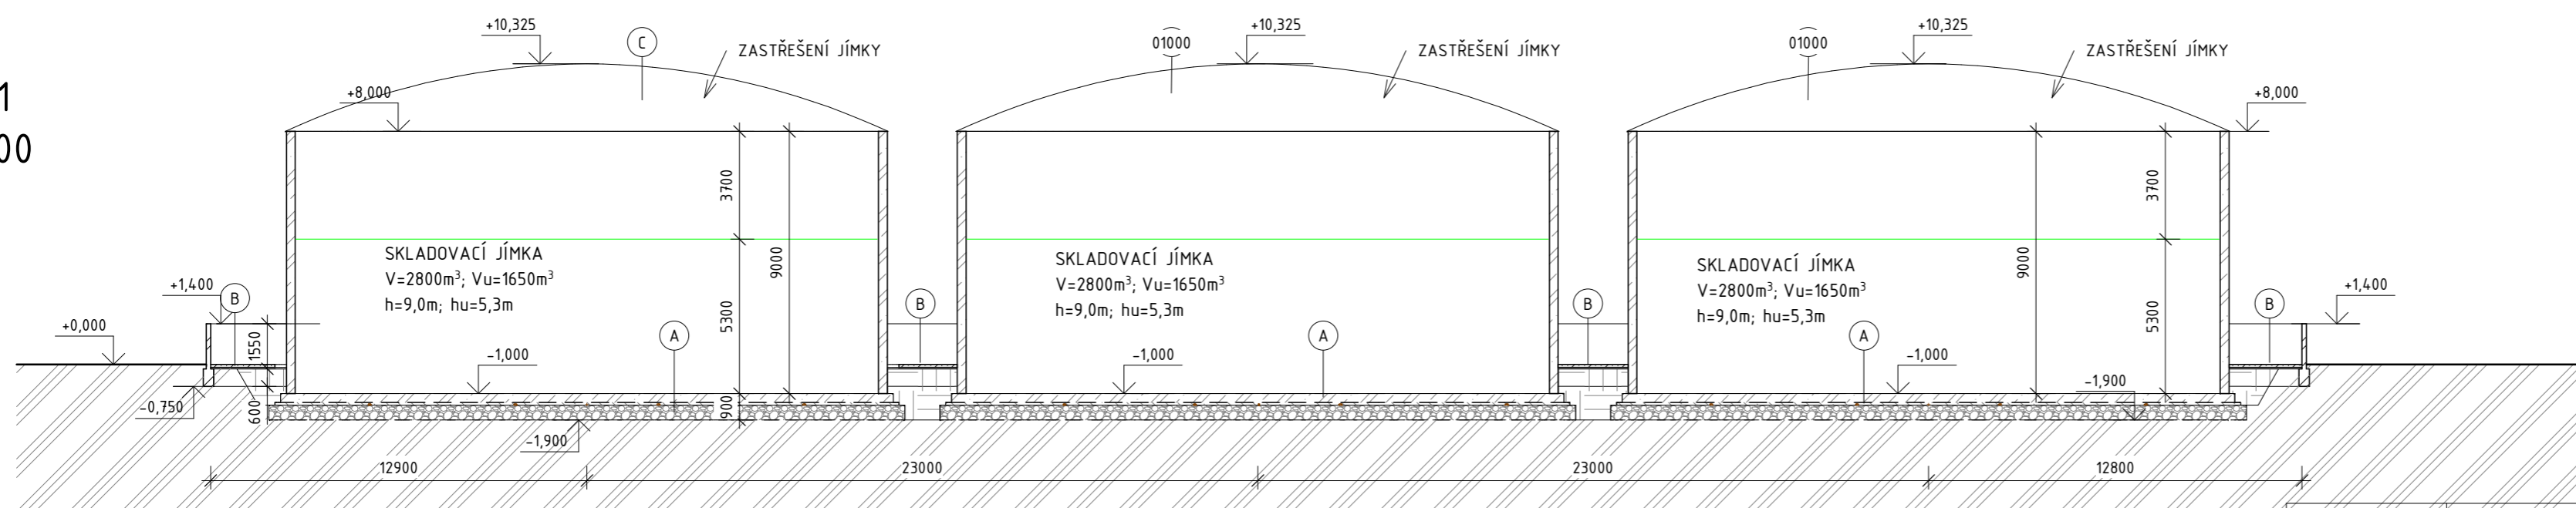 1
00
+10,325
C
ZASTŘEŠENÍ JÍMKY
+8,000
01000
+10,325
ZASTŘEŠENÍ JÍMKY
01000
+10,325
ZASTŘEŠENÍ JÍMKY
+8,000
3700
9000
5300
900
SKLADOVACÍ JÍMKA
V=2800m³; Vu=1650m³
h=9,0m; hu=5,3m
SKLADOVACÍ JÍMKA
V=2800m³; Vu=1650m³
h=9,0m; hu=5,3m
SKLADOVACÍ JÍMKA
V=2800m³; Vu=1650m³
h=9,0m; hu=5,3m
9000
3700
5300
+1,400
B
+0,000
1550
600
-0,750
-1,000
A
B
-1,000
A
B
-1,000
A
-1,900
B
+1,400
-1,900
12900
23000
23000
12800